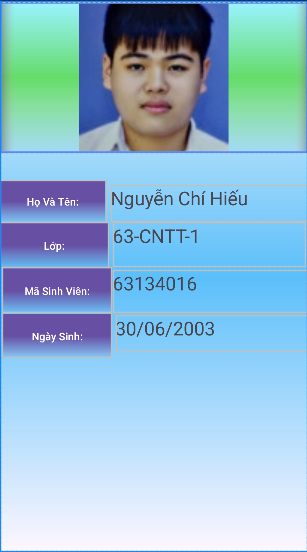 Họ Và Tên: Nguyễn Chí Hiếu
Lớp: 63-CNTT-1
Mã Sinh Viên: 63134016
Ngày Sinh: 30/06/2003